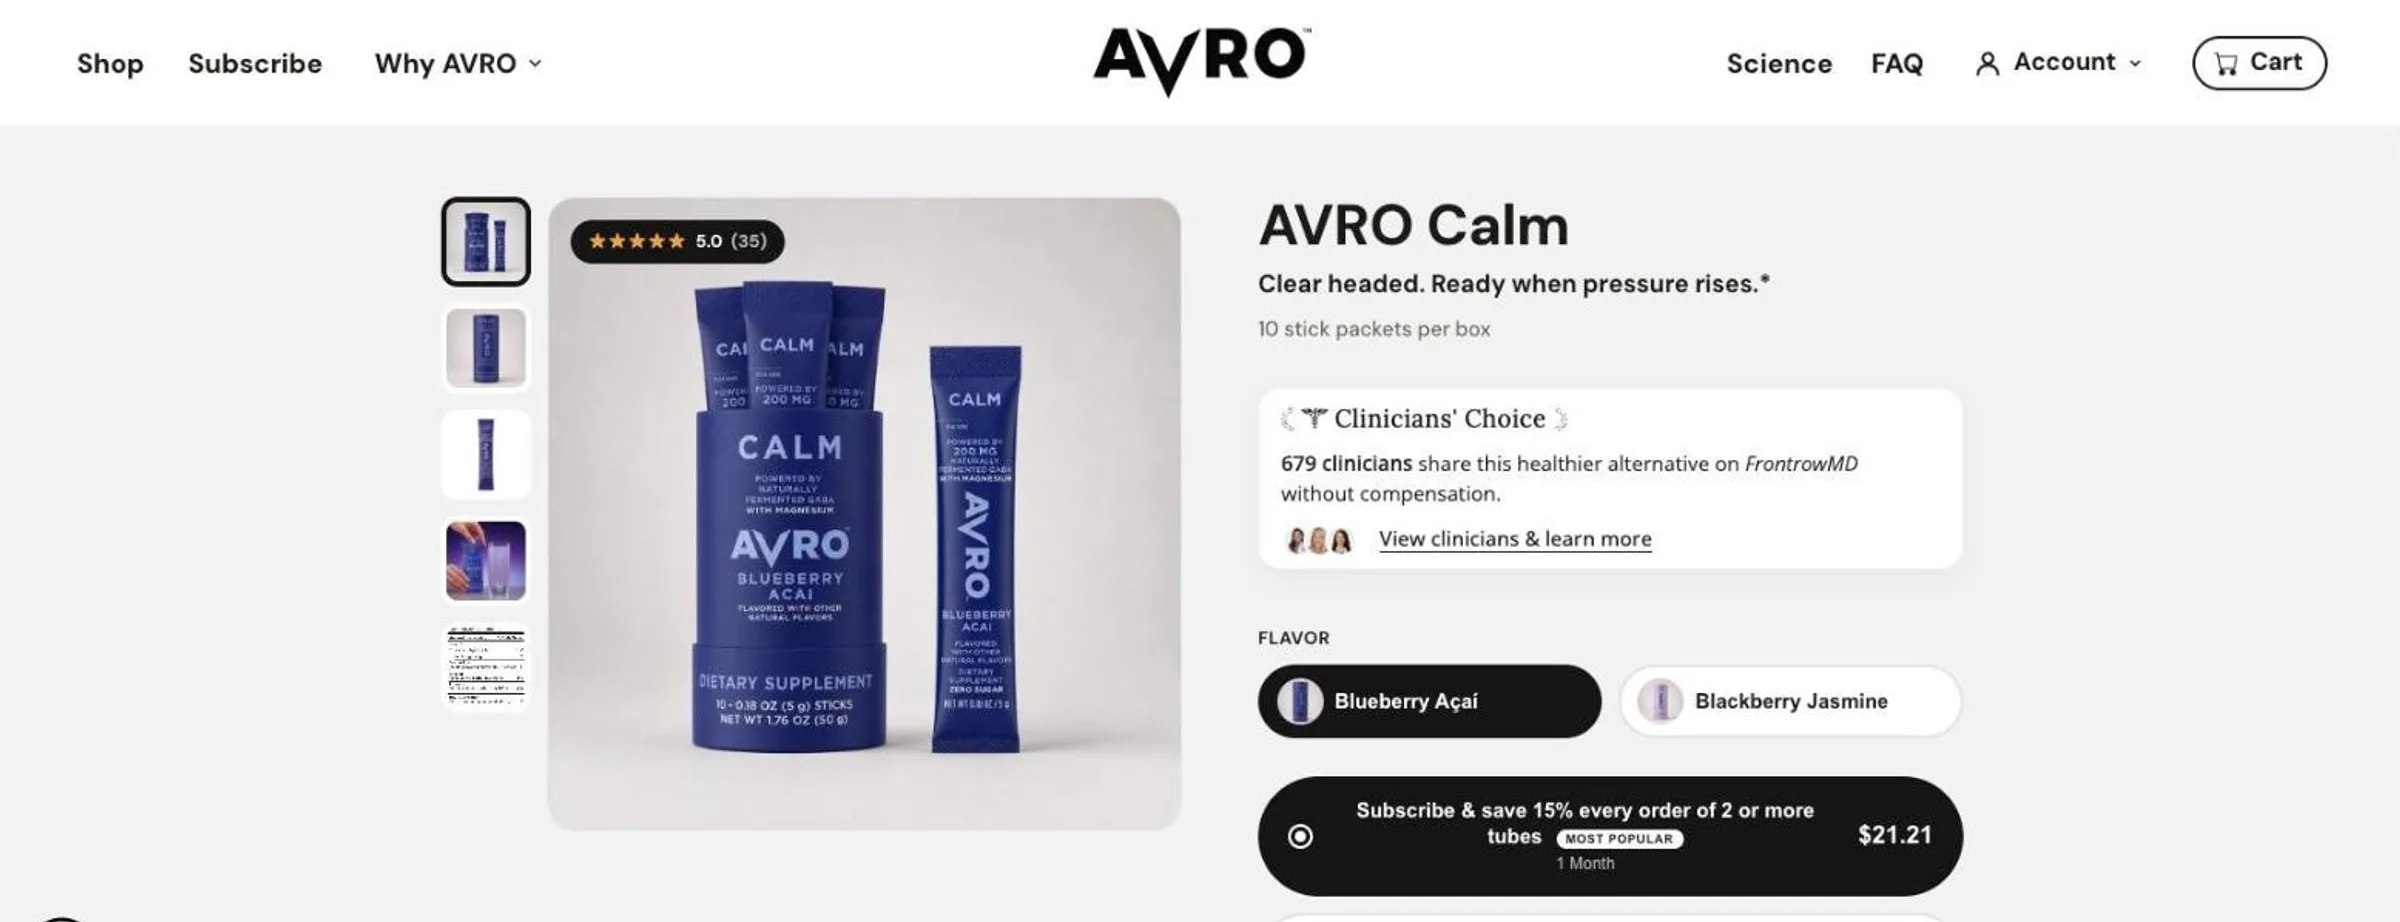 Shop Subscribe Why AVRO AVRO™ Science FAQ Account Cart
★★★★★ 5.0 (35)
CALM
POWERED BY
200 MG
CALM
POWERED BY
NATURALLY
FERMENTED GABA
WITH MAGNESIUM
AVRO
BLUEBERRY
ACAI
FLAVORED WITH OTHER
NATURAL FLAVORS
DIETARY SUPPLEMENT
10 - 0.18 OZ (5 g) STICKS
NET WT 1.76 OZ (50 g)
CALM
POWERED BY
200 MG
NATURALLY
FERMENTED GABA
WITH MAGNESIUM
AVRO
BLUEBERRY
ACAI
FLAVORED
WITH OTHER
NATURAL FLAVORS
DIETARY
SUPPLEMENT
ZERO SUGAR
AVRO Calm
Clear headed. Ready when pressure rises.*
10 stick packets per box
Clinicians' Choice
679 clinicians share this healthier alternative on FrontrowMD
without compensation.
View clinicians & learn more
FLAVOR
Blueberry Açaí Blackberry Jasmine
Subscribe & save 15% every order of 2 or more
tubes MOST POPULAR
1 Month
$21.21